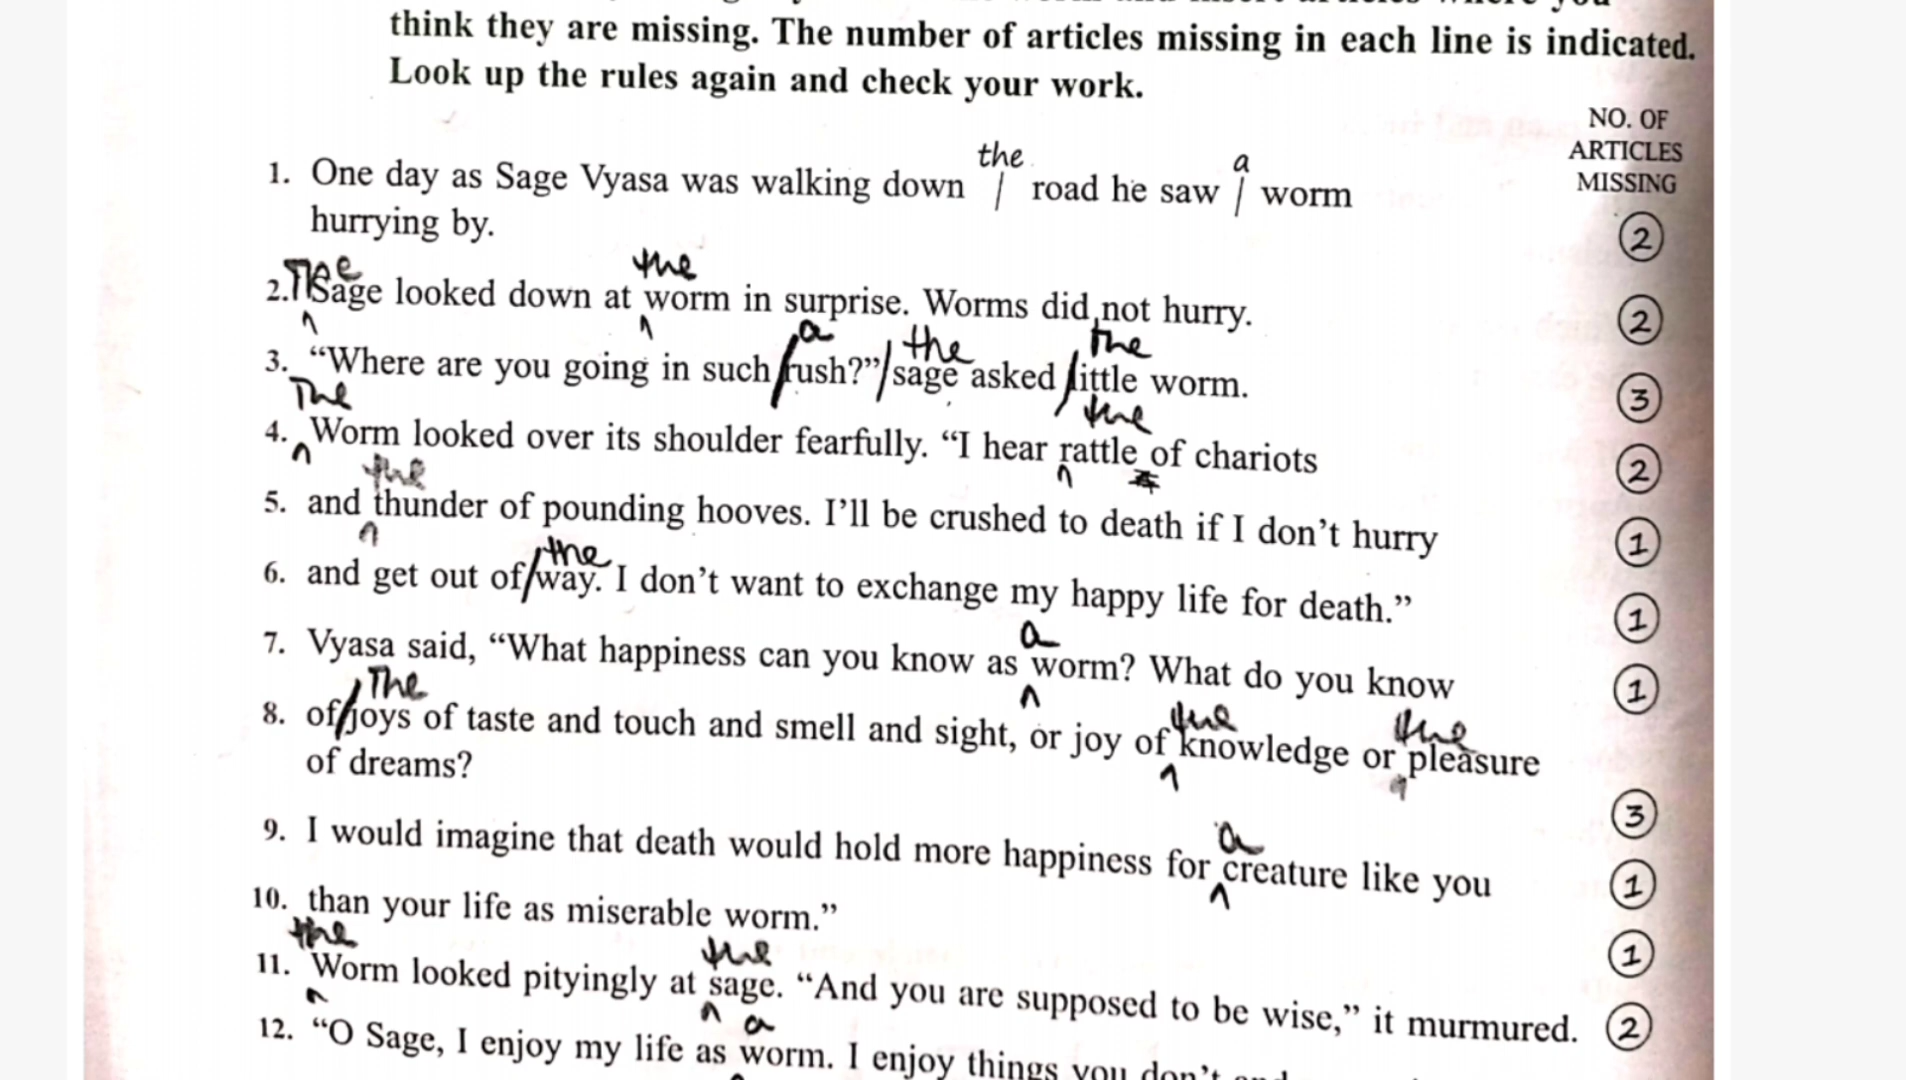 think they are missing. The number of articles missing in each line is indicated.
Look up the rules again and check your work.
NO. OF
ARTICLES
MISSING
the a
1. One day as Sage Vyasa was walking down / road he saw / worm
hurrying by.
2
The the
2. Sage looked down at worm in surprise. Worms did not hurry.
2
a the the
3. “Where are you going in such rush?” sage asked little worm.
3
The the
4. Worm looked over its shoulder fearfully. “I hear rattle of chariots
2
the
5. and thunder of pounding hooves. I’ll be crushed to death if I don’t hurry
1
the
6. and get out of way. I don’t want to exchange my happy life for death.”
1
a
7. Vyasa said, “What happiness can you know as worm? What do you know
1
The the the
8. of joys of taste and touch and smell and sight, or joy of knowledge or pleasure
of dreams?
3
a
9. I would imagine that death would hold more happiness for creature like you
1
10. than your life as miserable worm.”
1
the the
11. Worm looked pityingly at sage. “And you are supposed to be wise,” it murmured.
2
a
12. “O Sage, I enjoy my life as worm. I enjoy things you don’t